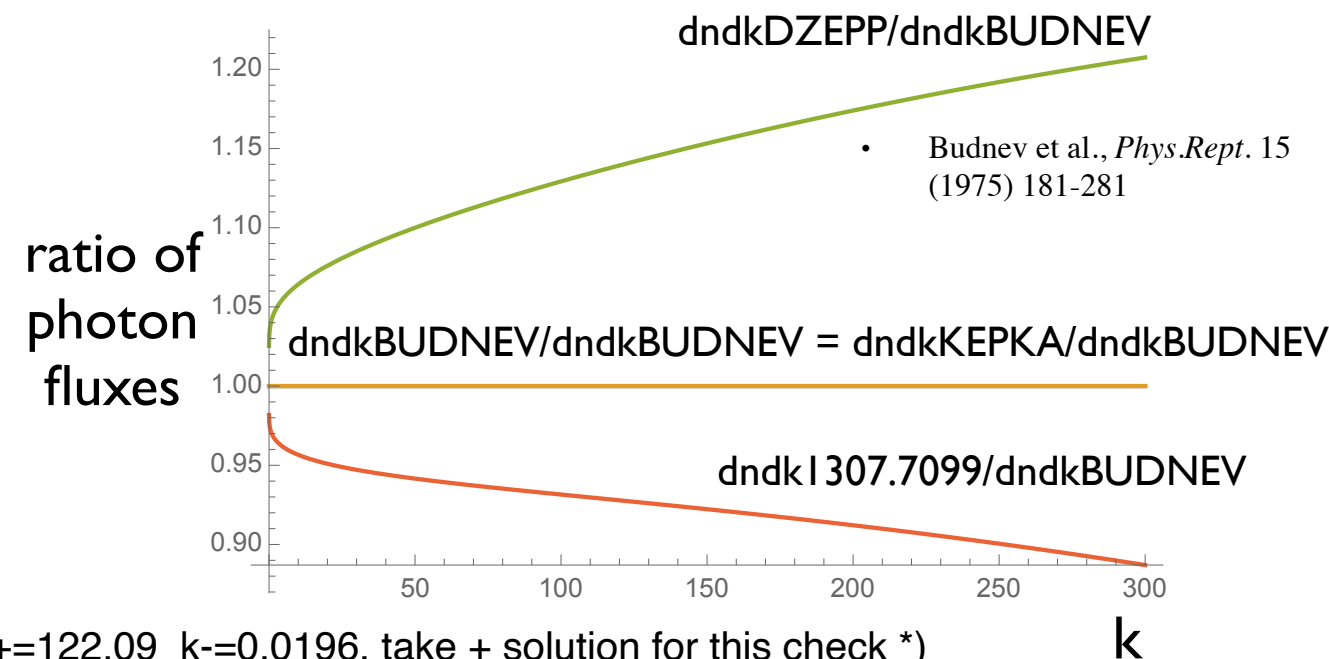 dndkDZEPP/dndkBUDNEV
1.20
1.15
• Budnev et al., Phys.Rept. 15
(1975) 181-281
1.10
ratio of
photon
fluxes
1.05
dndkBUDNEV/dndkBUDNEV = dndkKEPKA/dndkBUDNEV
1.00
0.95
dndk1307.7099/dndkBUDNEV
0.90
50 100 150 200 250 300
k
+=122.09 k-=0.0196, take + solution for this check *)